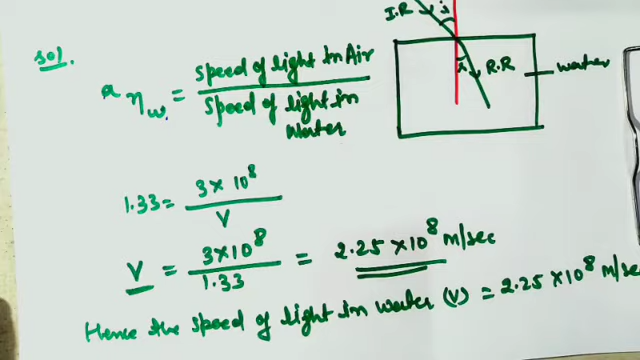 I.R i
sol.
a η w = speed of light in Air / speed of light in water
r R.R
water
1.33 = 3 × 10^8 / V
V = 3×10^8 / 1.33 = 2.25 × 10^8 m/sec
Hence the speed of light in water (v) = 2.25 × 10^8 m/se